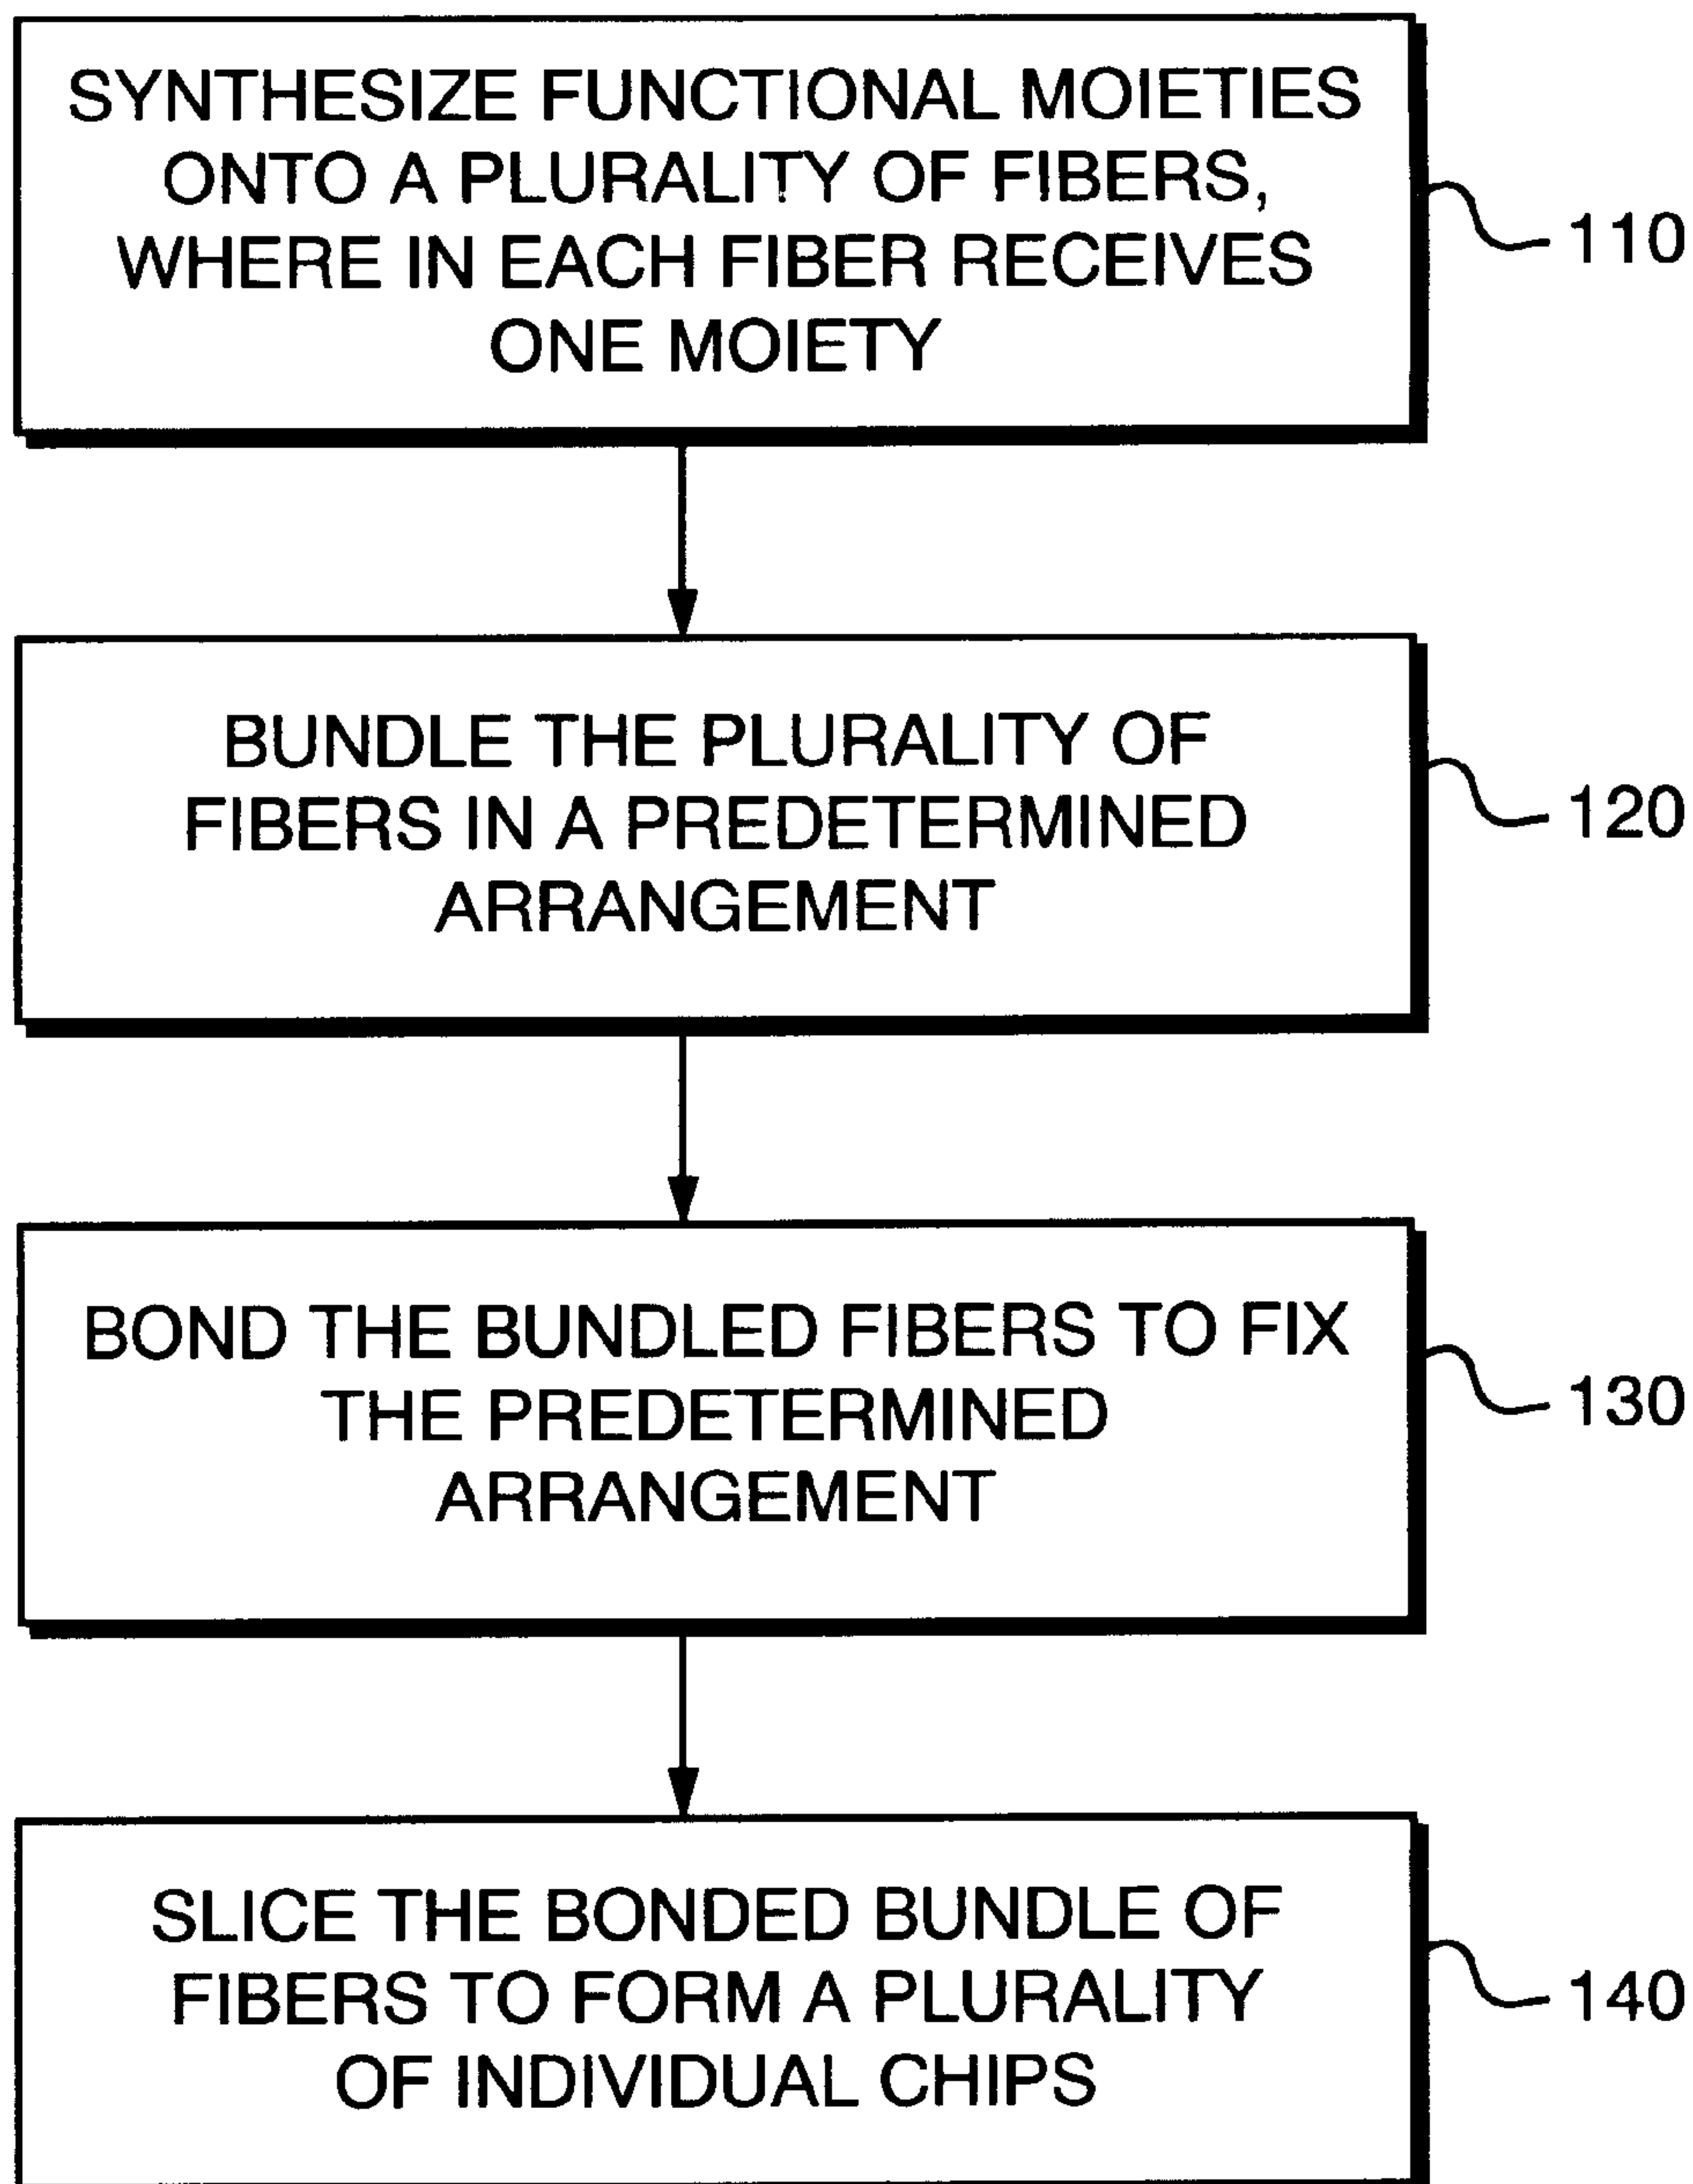 SYNTHESIZE FUNCTIONAL MOIETIES
ONTO A PLURALITY OF FIBERS,
WHERE IN EACH FIBER RECEIVES
ONE MOIETY
110
BUNDLE THE PLURALITY OF
FIBERS IN A PREDETERMINED
ARRANGEMENT
120
BOND THE BUNDLED FIBERS TO FIX
THE PREDETERMINED
ARRANGEMENT
130
SLICE THE BONDED BUNDLE OF
FIBERS TO FORM A PLURALITY
OF INDIVIDUAL CHIPS
140